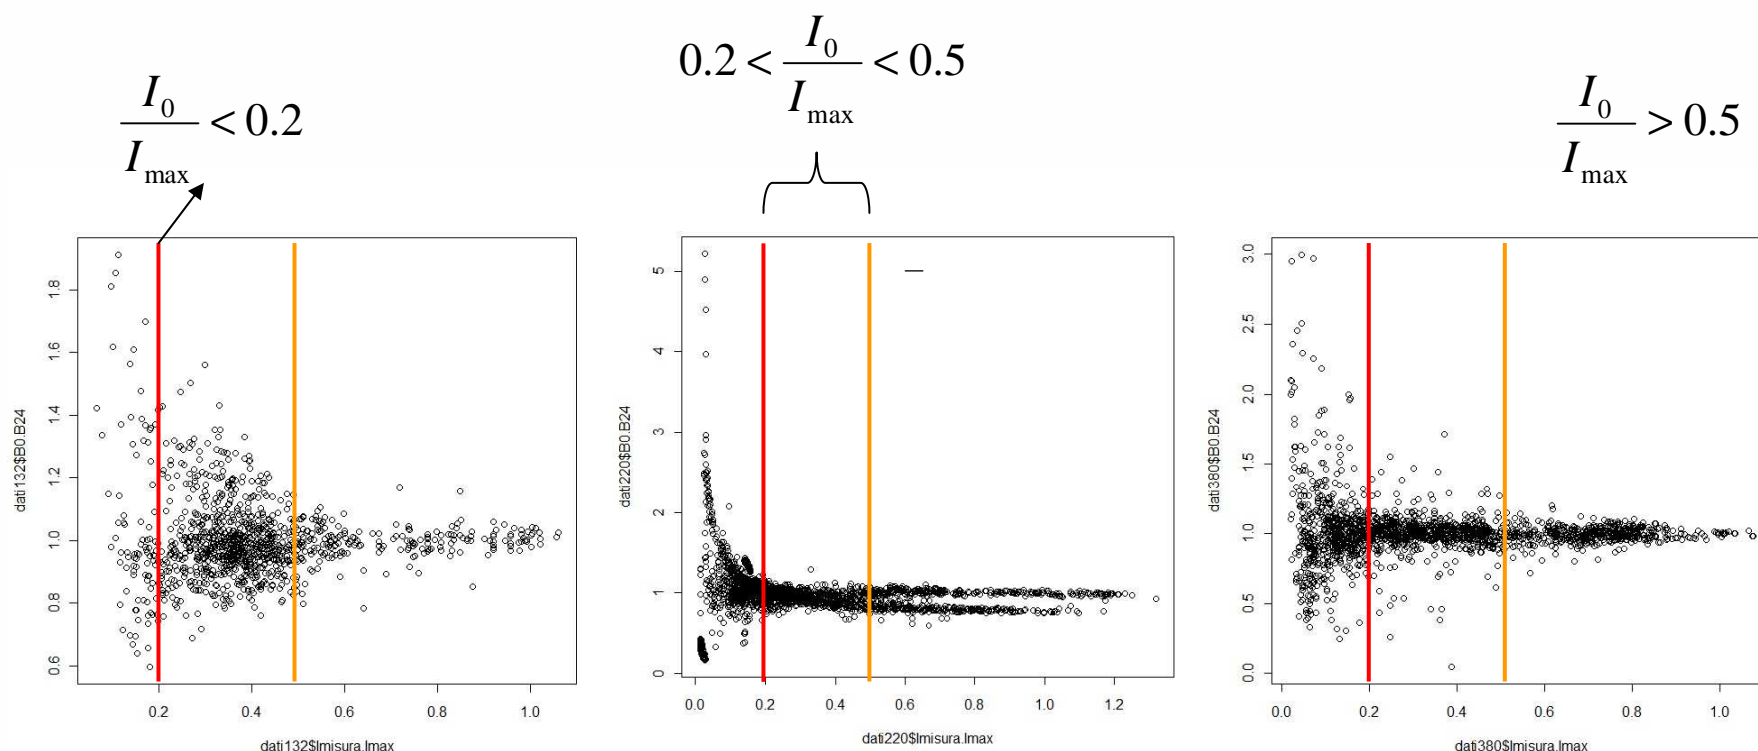 I₀/Iₘₐₓ < 0.2
0.2 < I₀/Iₘₐₓ < 0.5
I₀/Iₘₐₓ > 0.5
dati132$B0.B24
1.8
1.6
1.4
1.2
1.0
0.8
0.6
0.2 0.4 0.6 0.8 1.0
dati132$Imisura.Imax
dati220$B0.B24
5
4
3
2
1
0
0.0 0.2 0.4 0.6 0.8 1.0 1.2
dati220$Imisura.Imax
dati380$B0.B24
3.0
2.5
2.0
1.5
1.0
0.5
0.0
0.0 0.2 0.4 0.6 0.8 1.0
dati380$Imisura.Imax